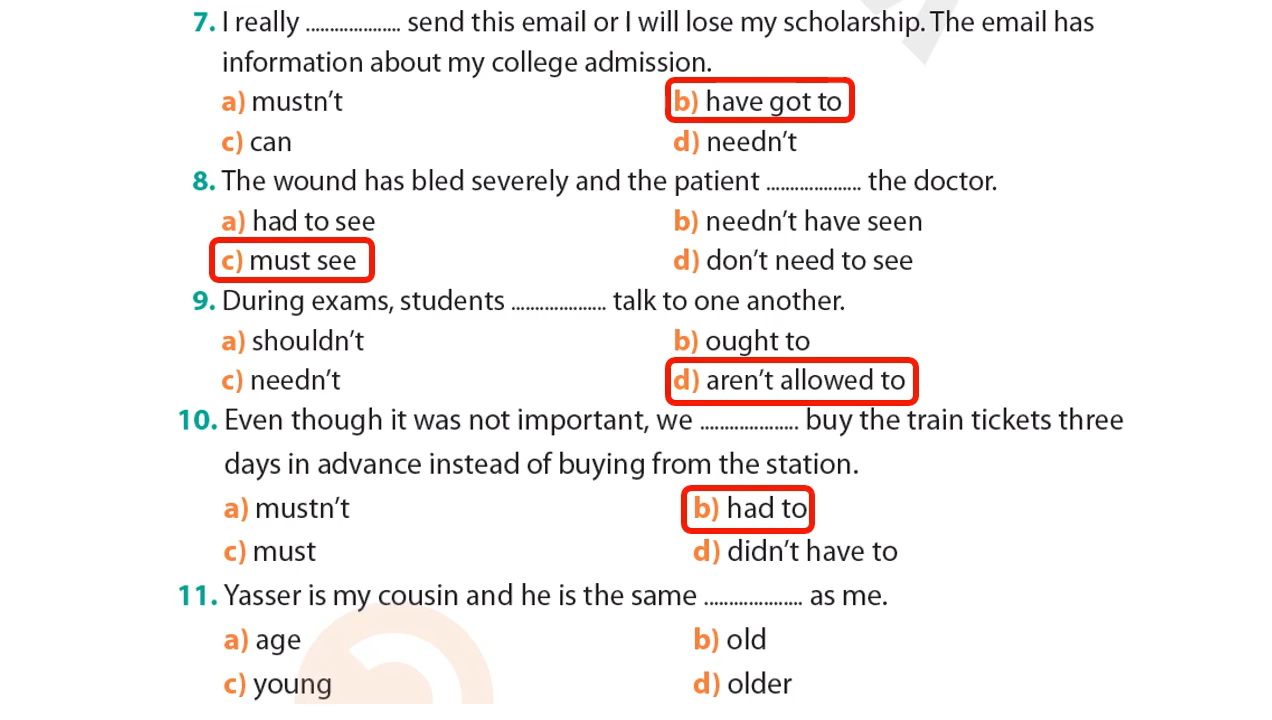 7. I really .................... send this email or I will lose my scholarship. The email has
information about my college admission.
a) mustn't b) have got to
c) can d) needn't
8. The wound has bled severely and the patient .................... the doctor.
a) had to see b) needn't have seen
c) must see d) don't need to see
9. During exams, students .................... talk to one another.
a) shouldn't b) ought to
c) needn't d) aren't allowed to
10. Even though it was not important, we .................... buy the train tickets three
days in advance instead of buying from the station.
a) mustn't b) had to
c) must d) didn't have to
11. Yasser is my cousin and he is the same .................... as me.
a) age b) old
c) young d) older